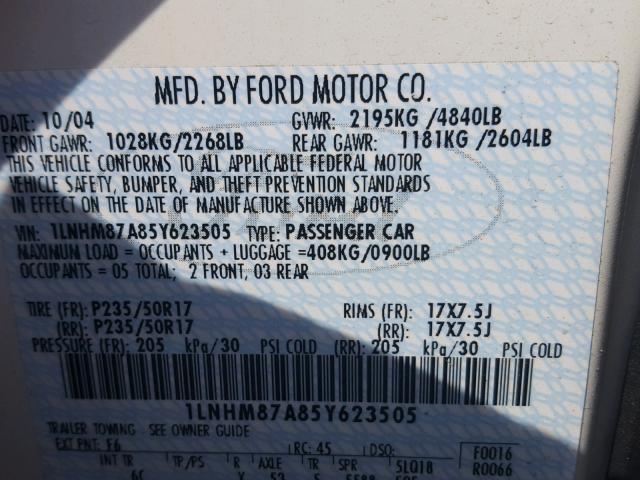 MFD. BY FORD MOTOR CO.
DATE: 10/04 GVWR: 2195KG /4840LB
FRONT GAWR: 1028KG/2268LB REAR GAWR: 1181KG /2604LB
THIS VEHICLE CONFORMS TO ALL APPLICABLE FEDERAL MOTOR
VEHICLE SAFETY, BUMPER, AND THEFT PREVENTION STANDARDS
IN EFFECT ON THE DATE OF MANUFACTURE SHOWN ABOVE.
VIN: 1LNHM87A85Y623505 TYPE: PASSENGER CAR
MAXIMUM LOAD = OCCUPANTS + LUGGAGE =408KG/0900LB
OCCUPANTS = 05 TOTAL; 2 FRONT, 03 REAR
TIRE (FR): P235/50R17 RIMS (FR): 17X7.5J
(RR): P235/50R17 (RR): 17X7.5J
PRESSURE (FR): 205 kPa/30 PSI COLD (RR): 205 kPa/30 PSI COLD
1LNHM87A85Y623505
TRAILER TOWING - SEE OWNER GUIDE
EXT PNT: F6 RC: 45 DSO: F0016
INT TR TP/PS R AXLE TR SPR 5LQ18 R0066